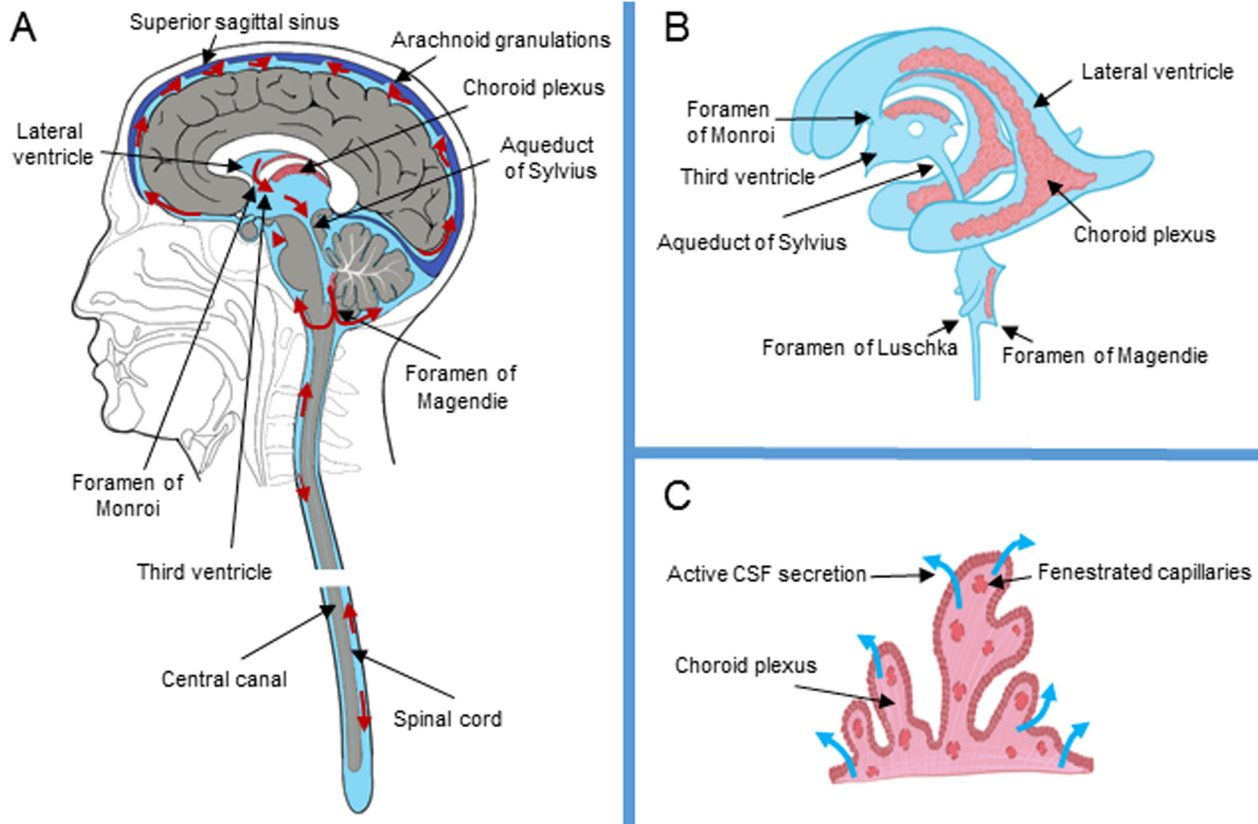 A
Superior sagittal sinus
Arachnoid granulations
Choroid plexus
Lateral
ventricle
Aqueduct
of Sylvius
Foramen of
Magendie
Foramen of
Monroi
Third ventricle
Central canal
Spinal cord
B
Lateral ventricle
Foramen
of Monroi
Third ventricle
Aqueduct of Sylvius
Choroid plexus
Foramen of Luschka
Foramen of Magendie
C
Active CSF secretion
Fenestrated capillaries
Choroid plexus